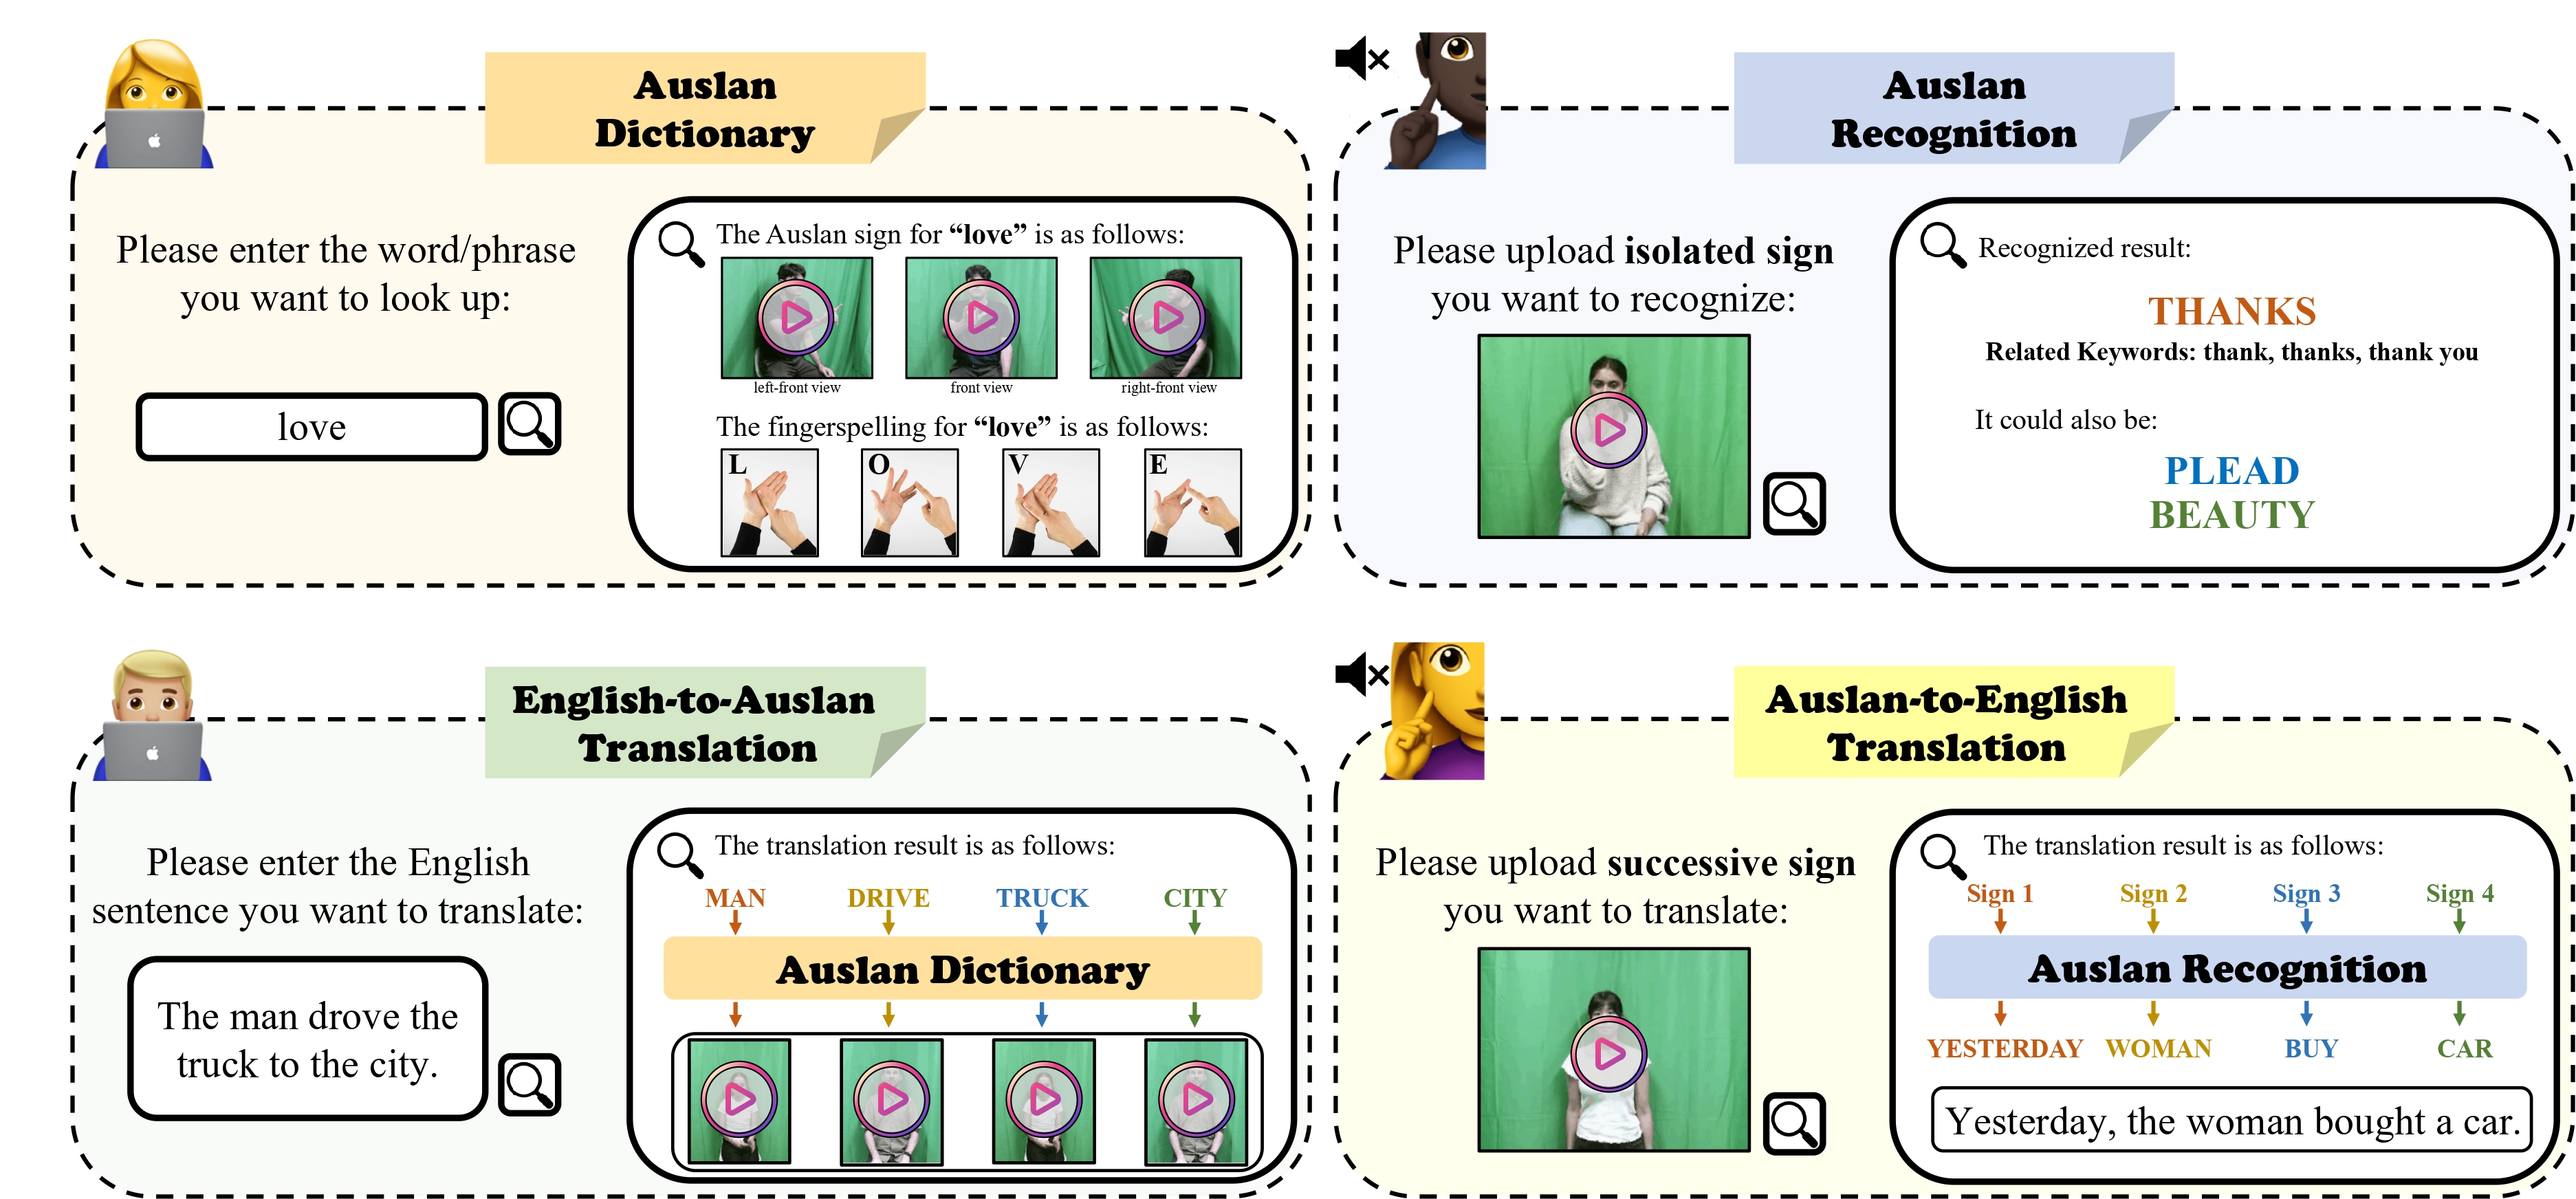 Auslan
Dictionary
Please enter the word/phrase
you want to look up:
love
The Auslan sign for “love” is as follows:
left-front view
front view
right-front view
The fingerspelling for “love” is as follows:
L
O
V
E
Auslan
Recognition
Please upload isolated sign
you want to recognize:
Recognized result:
THANKS
Related Keywords: thank, thanks, thank you
It could also be:
PLEAD
BEAUTY
English-to-Auslan
Translation
Please enter the English
sentence you want to translate:
The man drove the
truck to the city.
The translation result is as follows:
MAN DRIVE TRUCK CITY
Auslan Dictionary
Auslan-to-English
Translation
Please upload successive sign
you want to translate:
The translation result is as follows:
Sign 1 Sign 2 Sign 3 Sign 4
Auslan Recognition
YESTERDAY WOMAN BUY CAR
Yesterday, the woman bought a car.